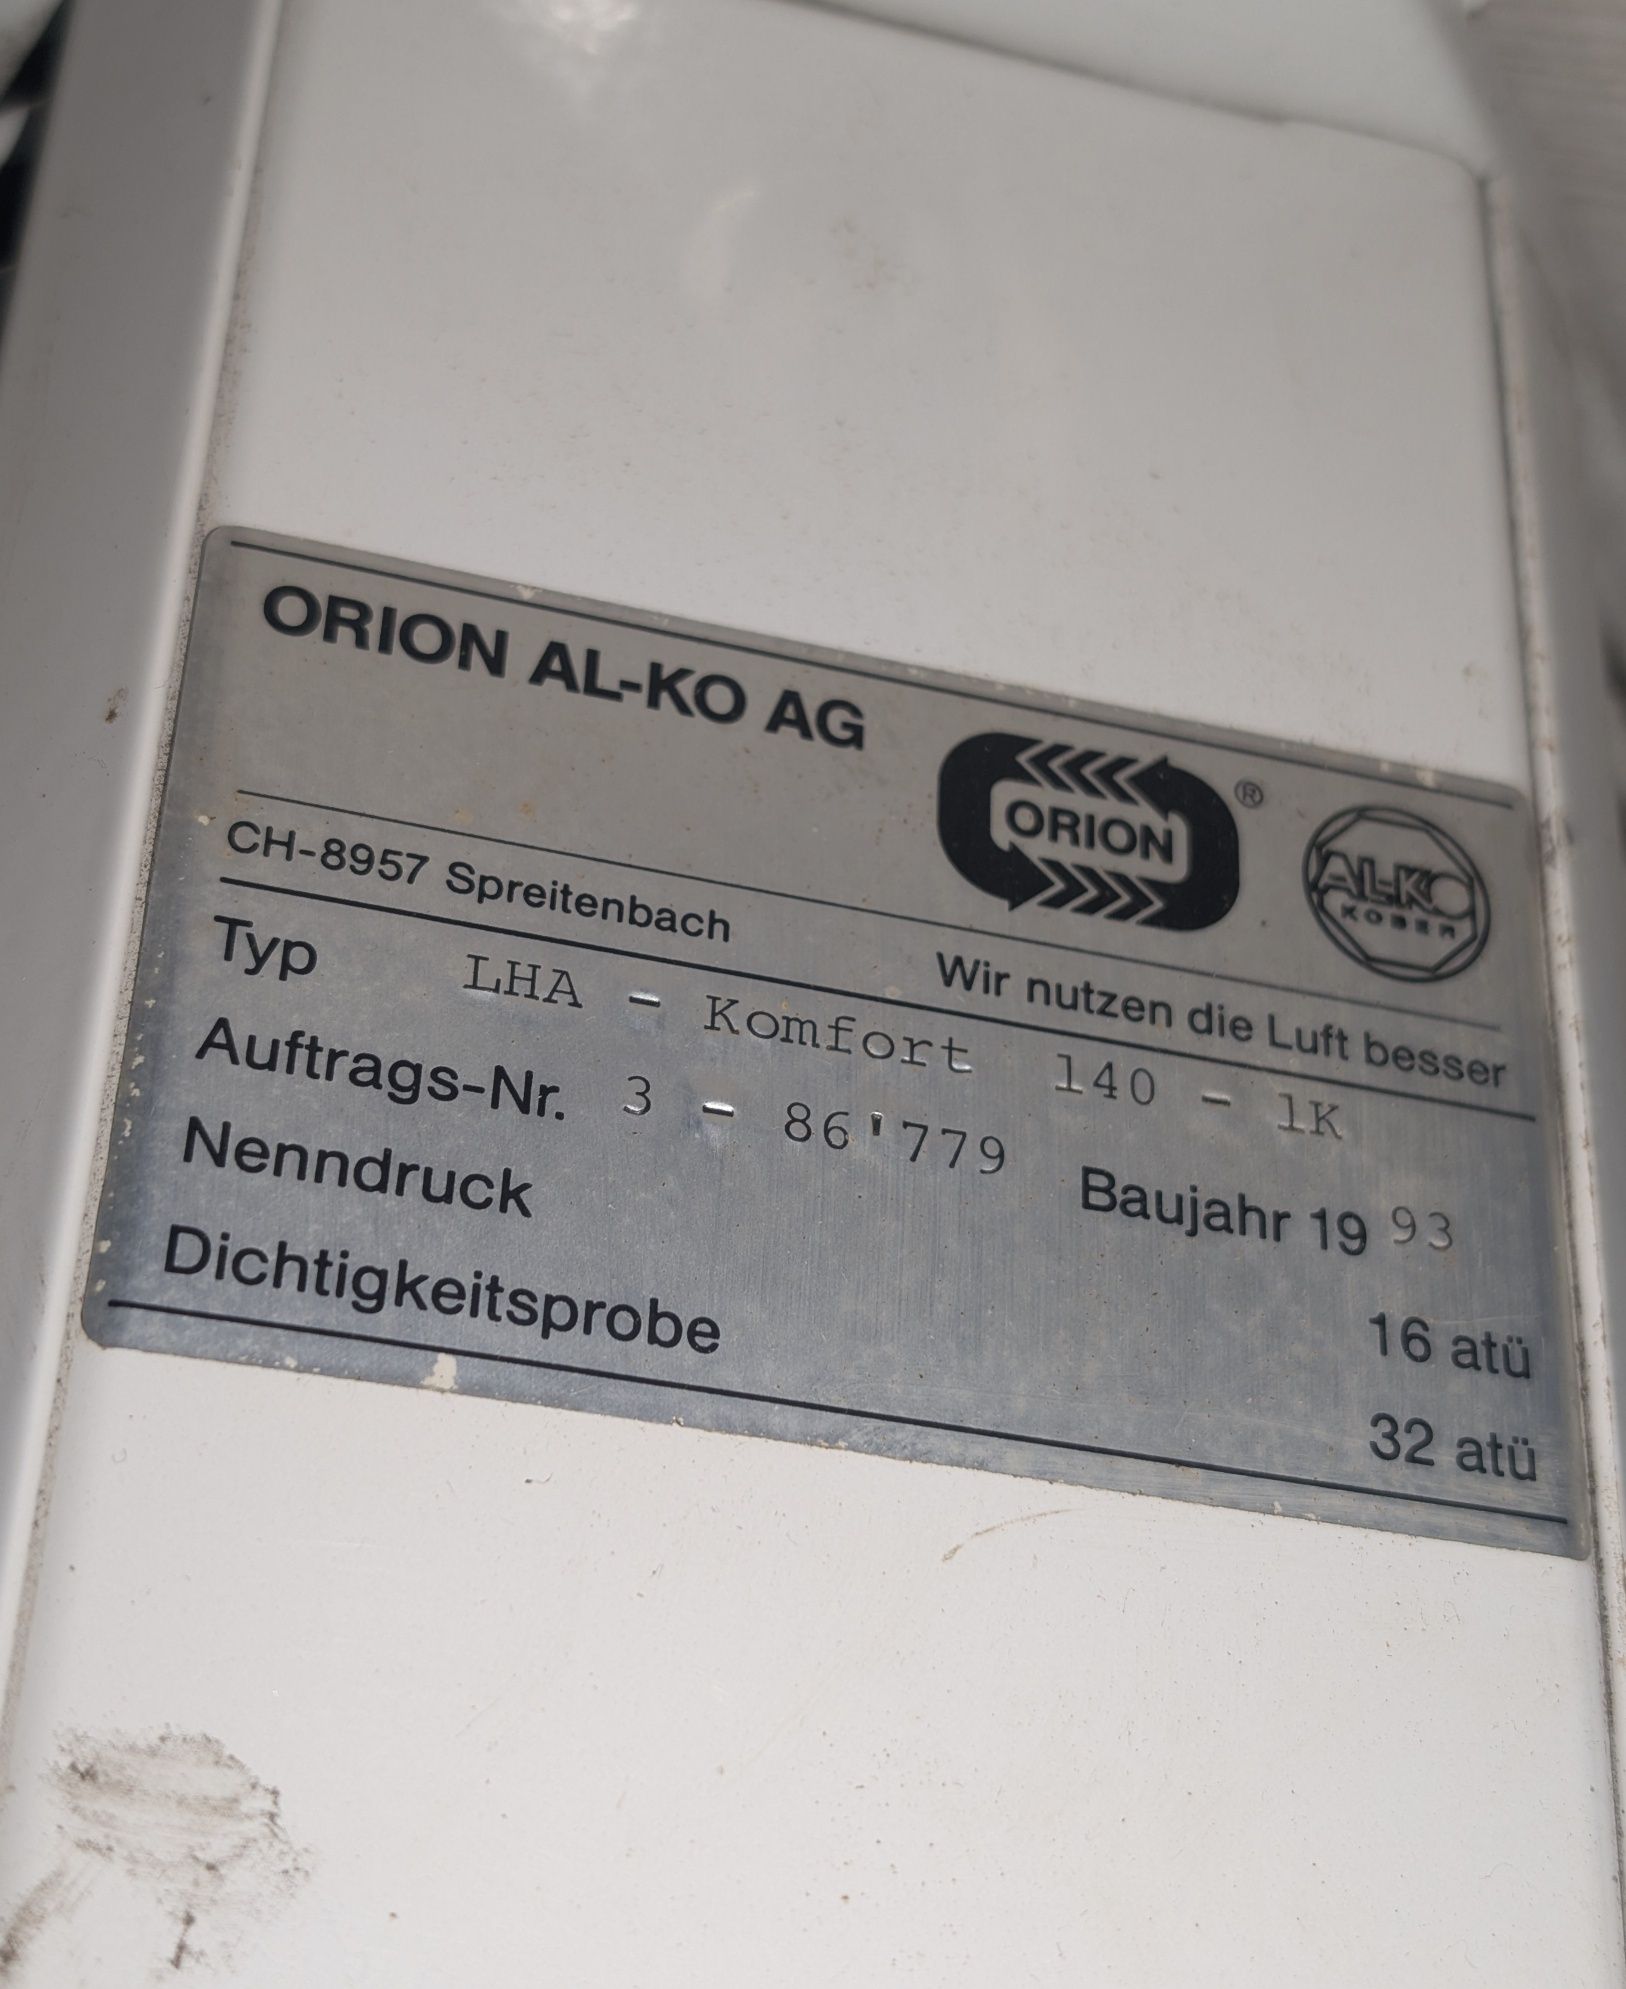 ORION AL-KO AG
ORION ®
AL-KO
KOBER
CH-8957 Spreitenbach
Wir nutzen die Luft besser
Typ LHA - Komfort 140 - 1K
Auftrags-Nr. 3 - 86'779 Baujahr 19 93
Nenndruck 16 atü
Dichtigkeitsprobe 32 atü